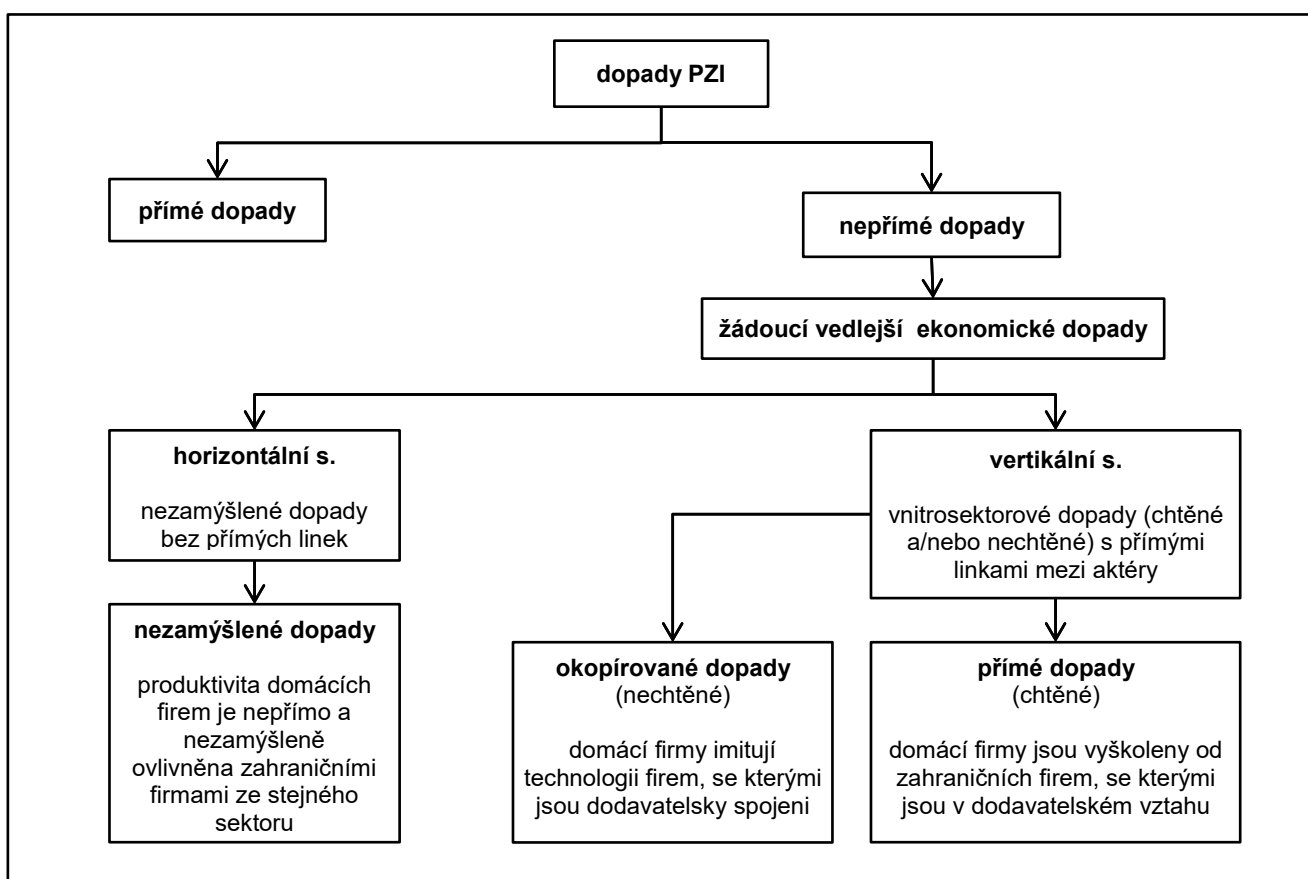 dopady PZI
přímé dopady
nepřímé dopady
žádoucí vedlejší  ekonomické dopady
horizontální s.
nezamýšlené dopady
bez přímých linek
vertikální s.
vnitrosektorové dopady (chtěné
a/nebo nechtěné) s přímými
linkami mezi aktéry
nezamýšlené dopady
produktivita domácích
firem je nepřímo a
nezamýšleně
ovlivněna zahraničními
firmami ze stejného
sektoru
okopírované dopady
(nechtěné)
domácí firmy imitují
technologii firem, se kterými
jsou dodavatelsky spojeni
přímé dopady
(chtěné)
domácí firmy jsou vyškoleny od
zahraničních firem, se kterými
jsou v dodavatelském vztahu